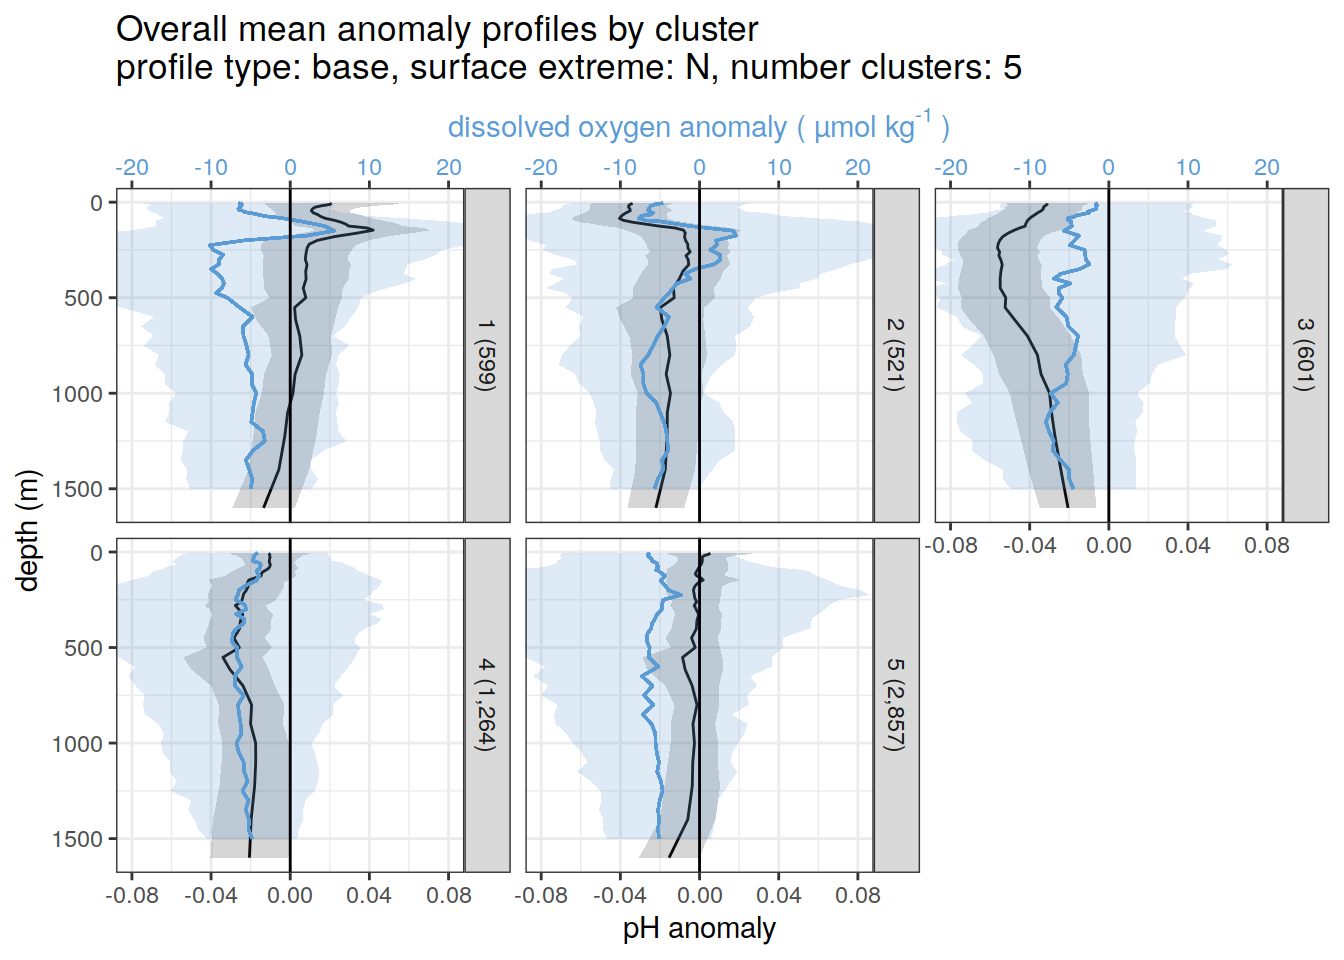 Overall mean anomaly profiles by cluster
profile type: base, surface extreme: N, number clusters: 5
dissolved oxygen anomaly ( µmol kg⁻¹ )
-20 -10 0 10 20 -20 -10 0 10 20 -20 -10 0 10 20
0
500
1000
1500
1 (599)
2 (521)
3 (601)
-0.08 -0.04 0.00 0.04 0.08
depth (m)
0
500
1000
1500
4 (1,264)
5 (2,857)
-0.08 -0.04 0.00 0.04 0.08 -0.08 -0.04 0.00 0.04 0.08
pH anomaly